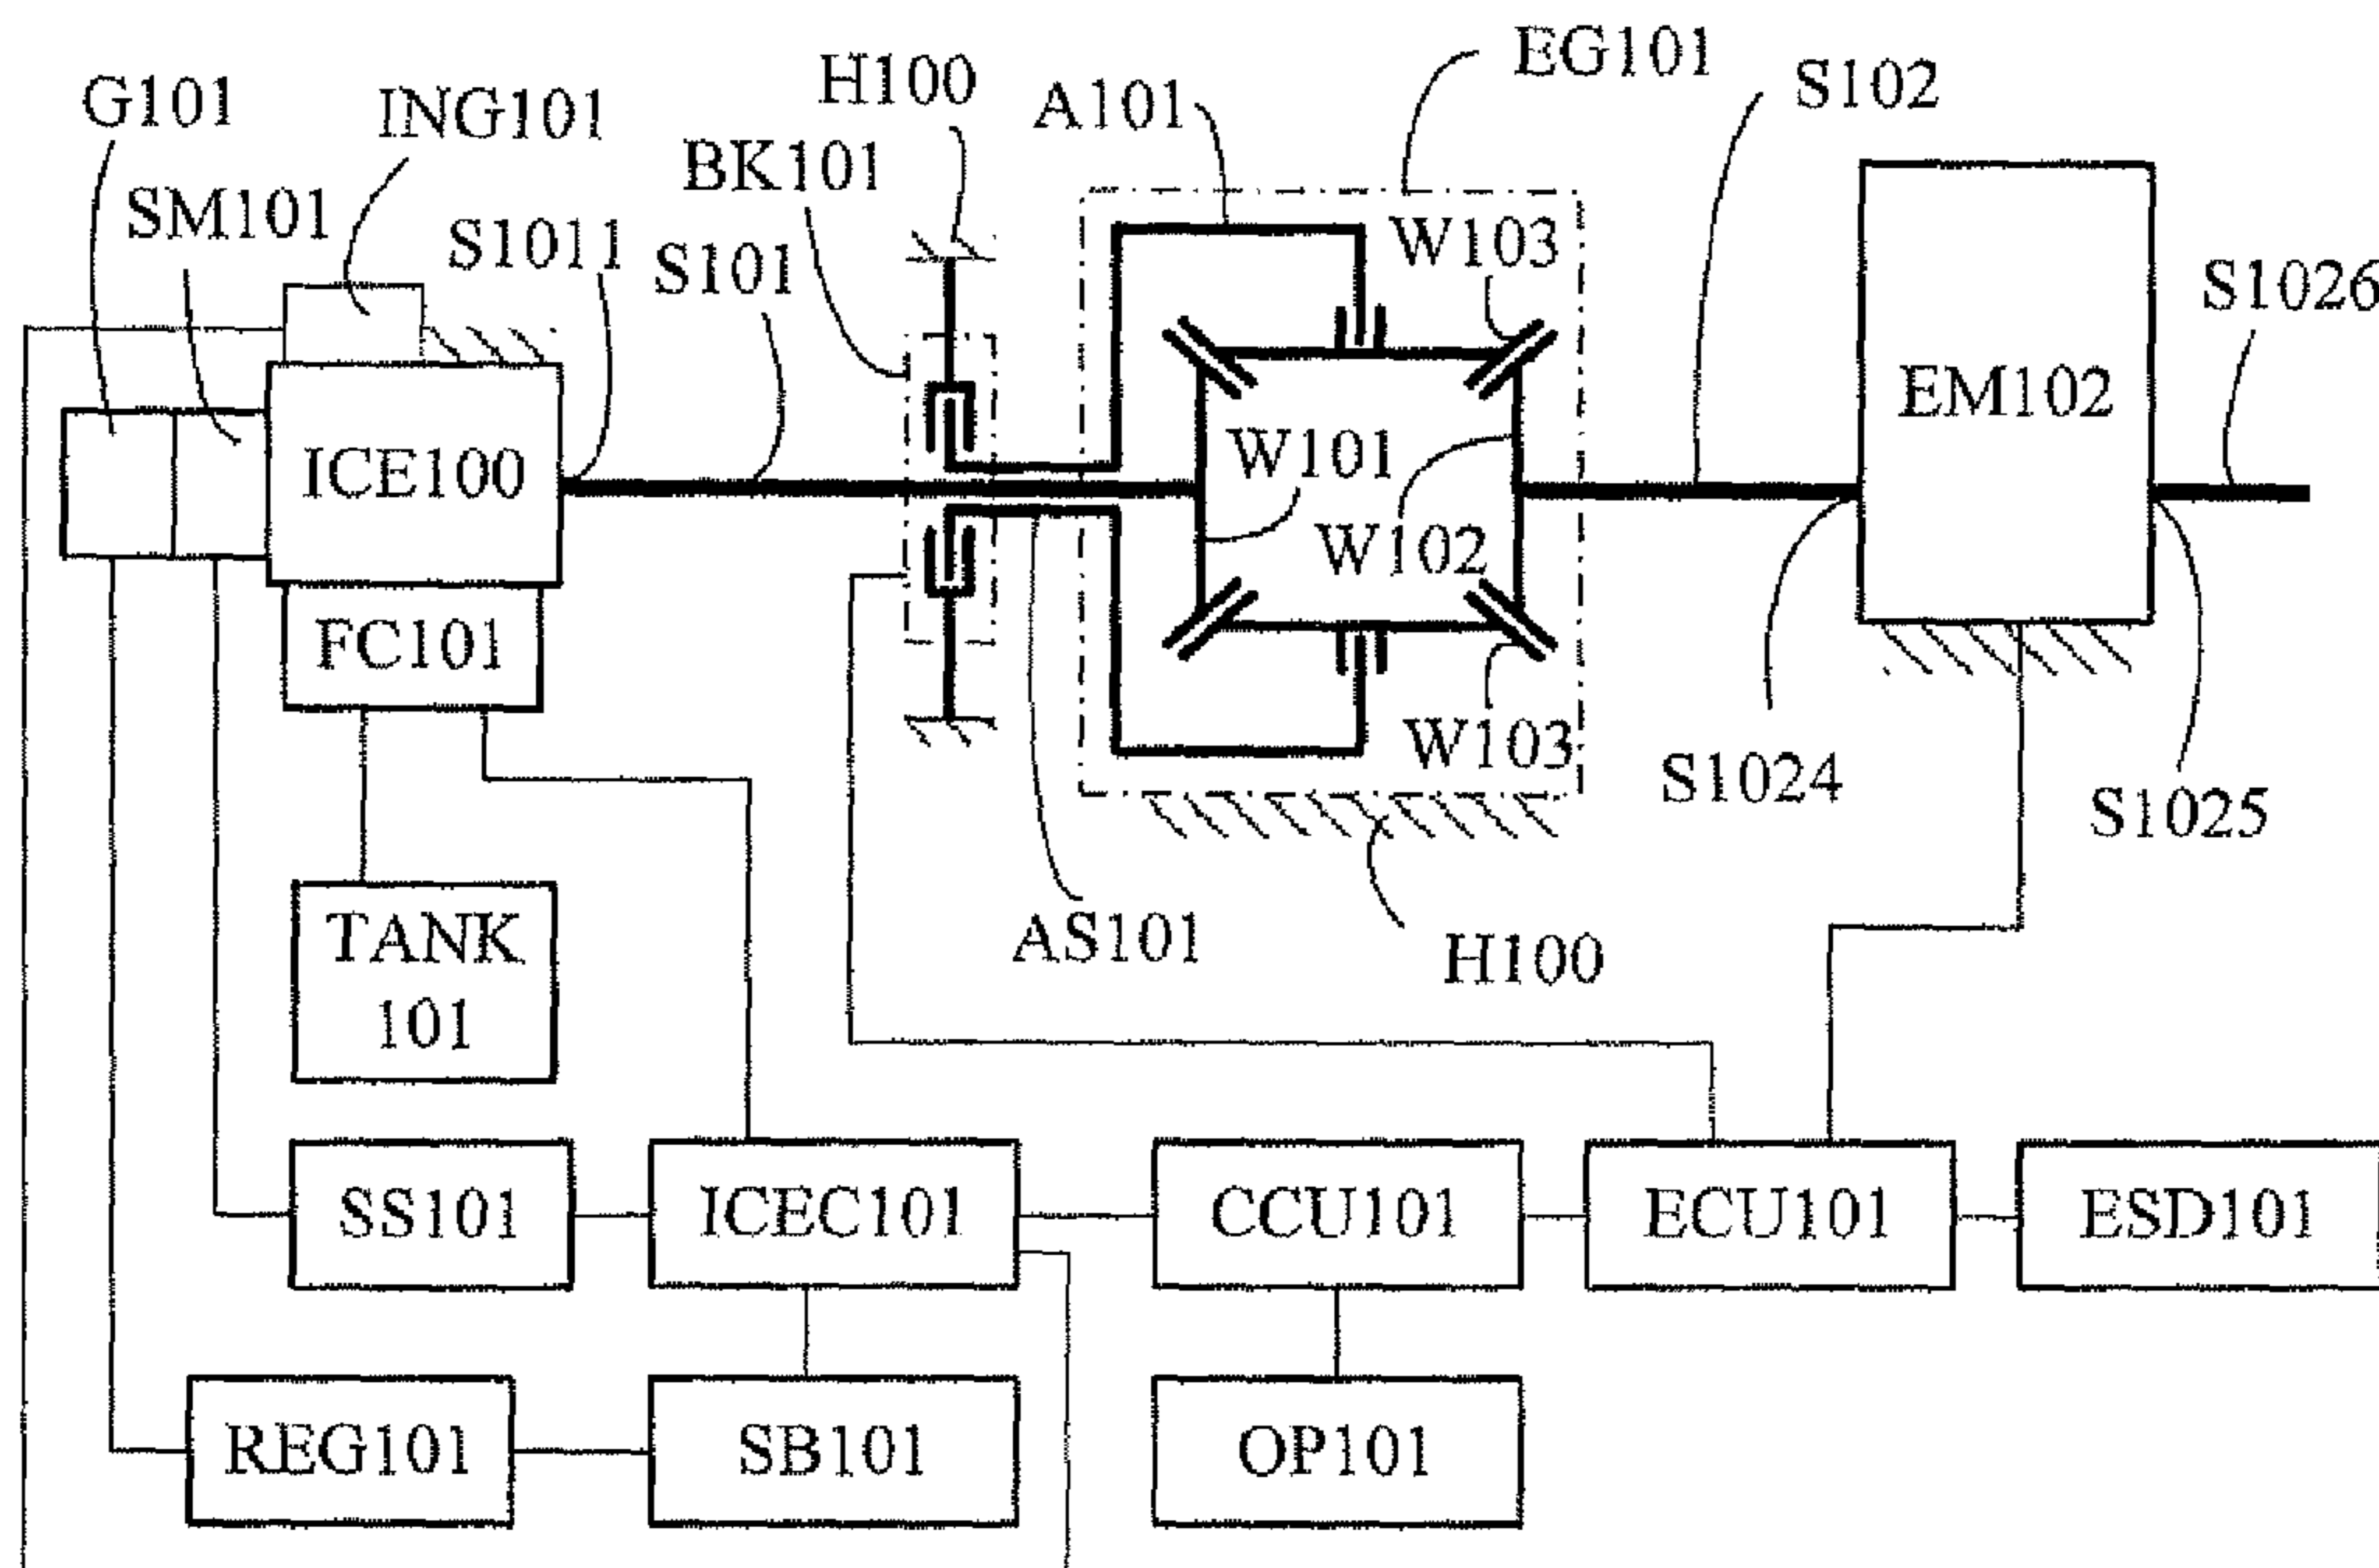 EG101
H100
S102
A101
G101
ING101
BK101
SM101
S1011
W103
S101
S1026
EM102
W101
ICE100
W102
FC101
W103
S1024
S1025
AS101
H100
TANK
101
SS101
ICEC101
CCU101
ECU101
ESD101
REG101
SB101
OP101